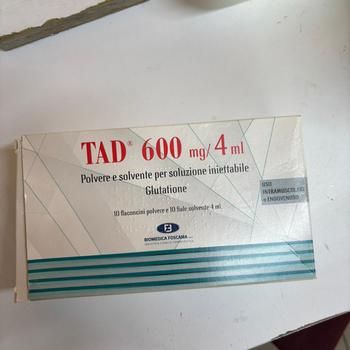 TAD® 600 mg/4 ml
Polvere e solvente per soluzione iniettabile
Glutatione
USO
INTRAMUSCOLARE
e ENDOVENOSO
10 flaconcini polvere e 10 fiale solvente 4 ml
BIOMEDICA FOSCAMA